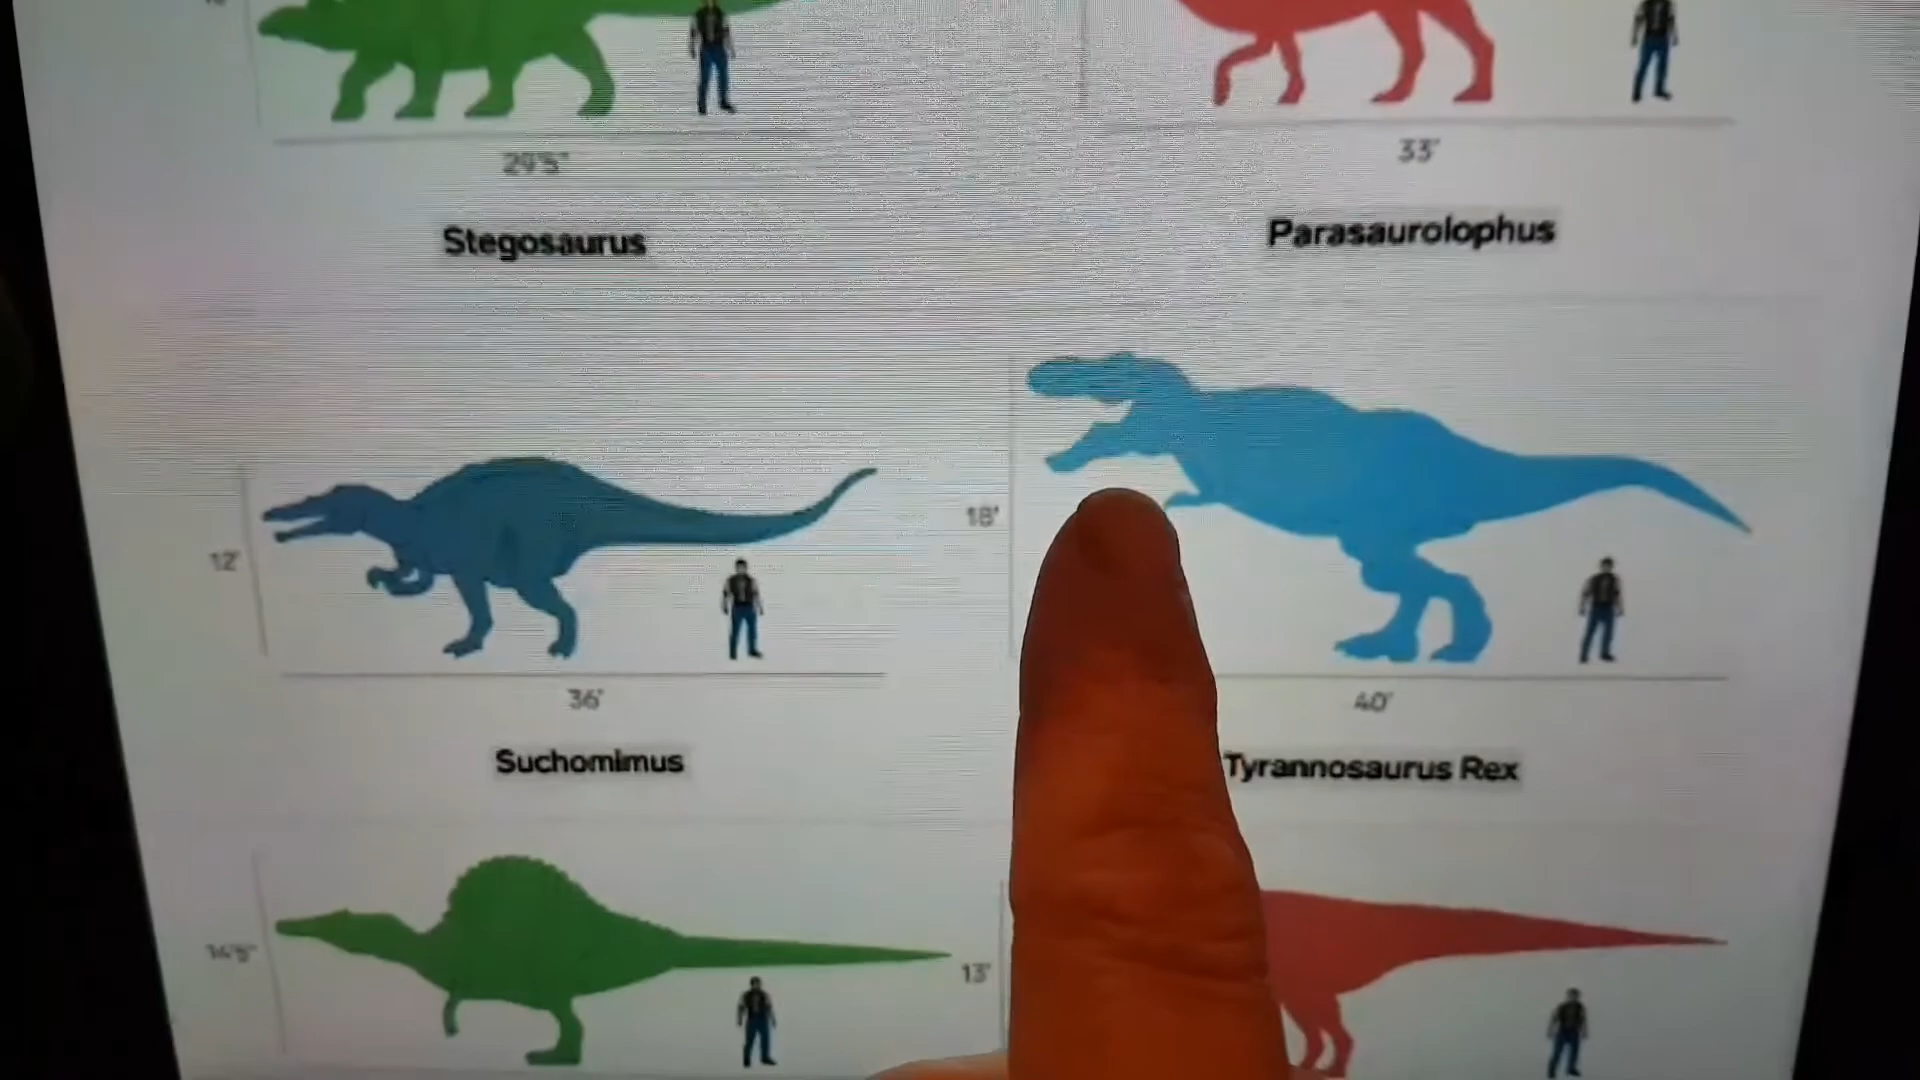 29'5"
33'
Stegosaurus
Parasaurolophus
12'
18'
36'
40'
Suchomimus
Tyrannosaurus Rex
14'5"
13'